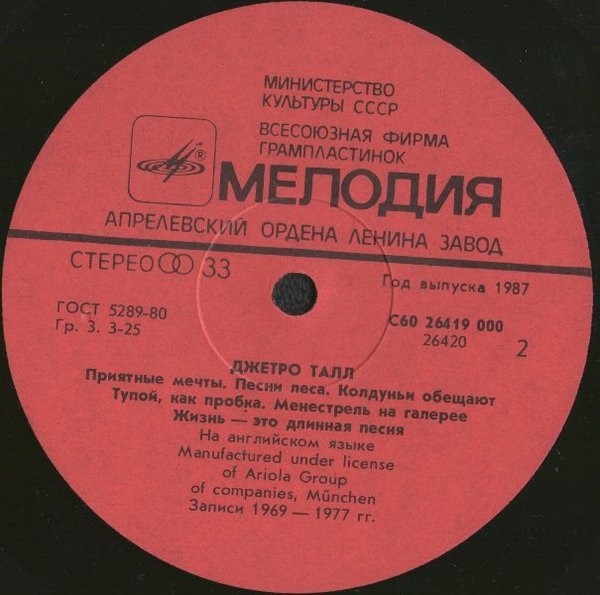 МИНИСТЕРСТВО
КУЛЬТУРЫ СССР
ВСЕСОЮЗНАЯ ФИРМА
ГРАМПЛАСТИНОК
®
МЕЛОДИЯ
АПРЕЛЕВСКИЙ ОРДЕНА ЛЕНИНА ЗАВОД
СТЕРЕО 33
Год выпуска 1987
ГОСТ 5289-80
Гр. 3. 3-25
С60 26419 000
26420
2
ДЖЕТРО ТАЛЛ
Приятные мечты. Песни леса. Колдуньи обещают
Тупой, как пробка. Менестрель на галерее
Жизнь — это длинная песня
На английском языке
Manufactured under license
of Ariola Group
of companies, München
Записи 1969 — 1977 гг.